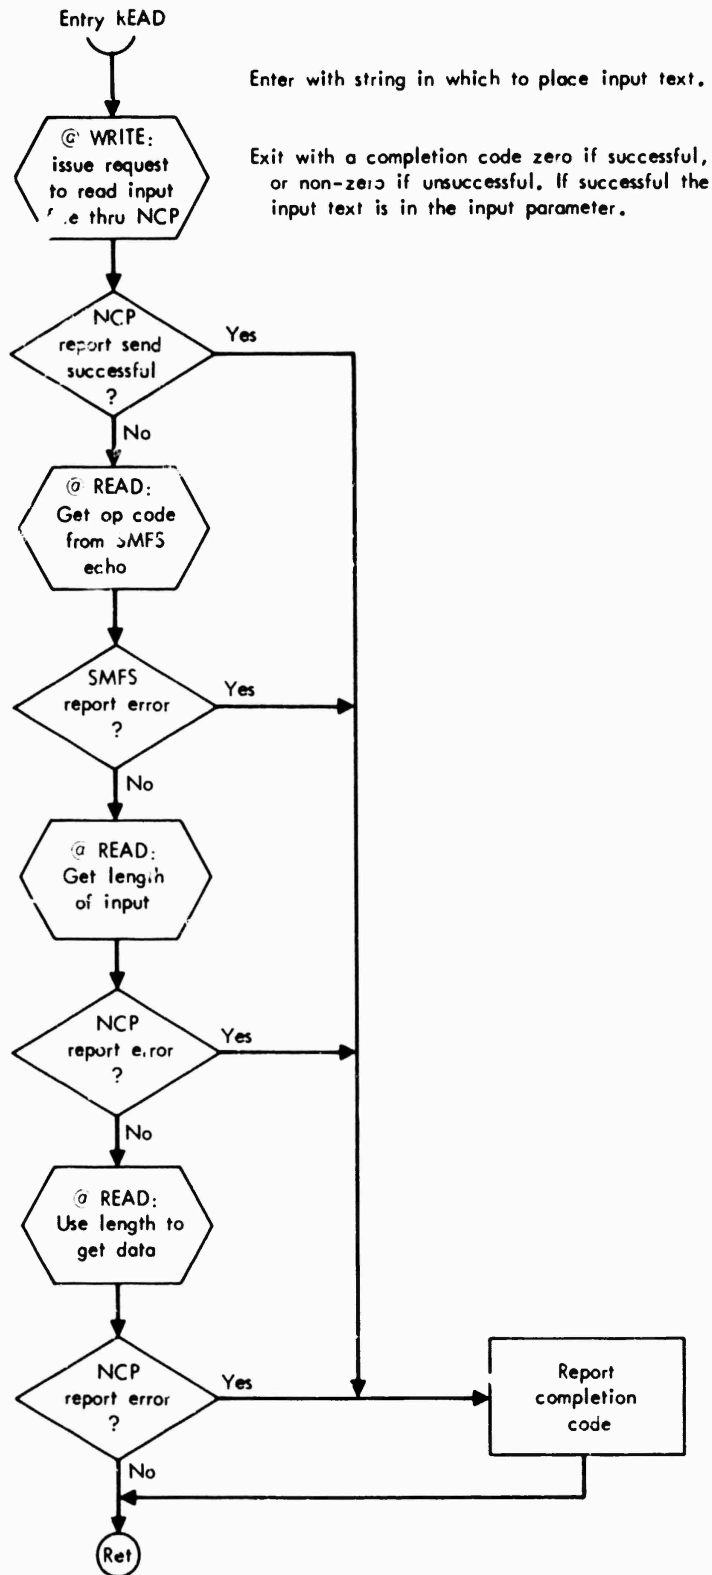 Entry kEAD
Enter with string in which to place input text.
Exit with a completion code zero if successful,
or non-zero if unsuccessful. If successful the
input text is in the input parameter.
@ WRITE:
issue request
to read input
thru NCP
NCP
report send
successful
?
Yes
No
@ READ:
Get op code
from SMFS
echo
SMFS
report error
?
Yes
No
@ READ:
Get length
of input
NCP
report error
?
Yes
No
@ READ:
Use length to
get data
NCP
report error
?
Yes
No
Report
completion
code
Ret